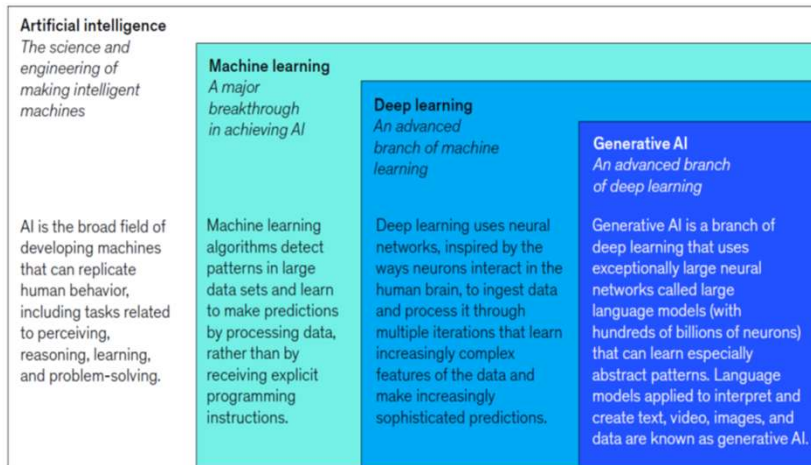 Artificial intelligence
The science and
engineering of
making intelligent
machines
AI is the broad field of
developing machines
that can replicate
human behavior,
including tasks related
to perceiving,
reasoning, learning,
and problem-solving.
Machine learning
A major
breakthrough
in achieving AI
Machine learning
algorithms detect
patterns in large
data sets and learn
to make predictions
by processing data,
rather than by
receiving explicit
programming
instructions.
Deep learning
An advanced
branch of machine
learning
Deep learning uses neural
networks, inspired by the
ways neurons interact in the
human brain, to ingest data
and process it through
multiple iterations that learn
increasingly complex
features of the data and
make increasingly
sophisticated predictions.
Generative AI
An advanced branch
of deep learning
Generative AI is a branch of
deep learning that uses
exceptionally large neural
networks called large
language models (with
hundreds of billions of neurons)
that can learn especially
abstract patterns. Language
models applied to interpret and
create text, video, images, and
data are known as generative AI.